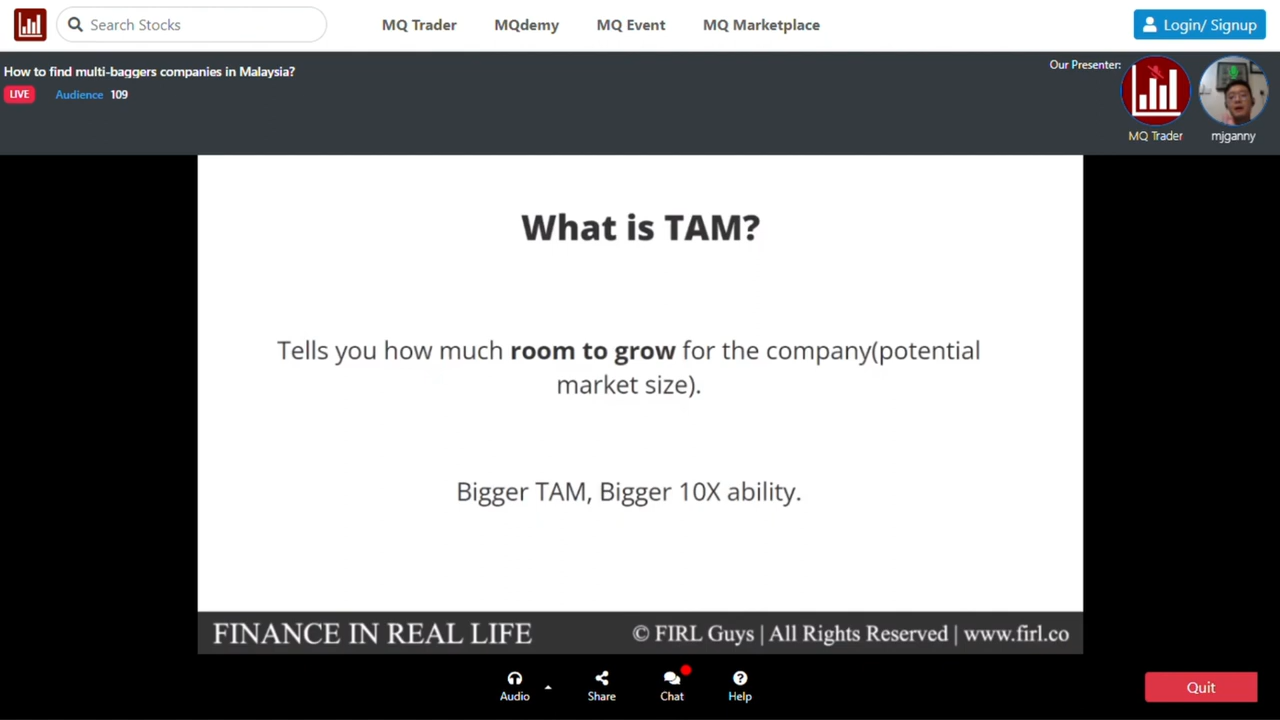 Search Stocks
MQ Trader
MQdemy
MQ Event
MQ Marketplace
Login/ Signup
How to find multi-baggers companies in Malaysia?
LIVE
Audience 109
Our Presenter:
MQ Trader
mjganny
What is TAM?
Tells you how much room to grow for the company(potential
market size).
Bigger TAM, Bigger 10X ability.
FINANCE IN REAL LIFE
© FIRL Guys | All Rights Reserved | www.firl.co
Audio
Share
Chat
Help
Quit